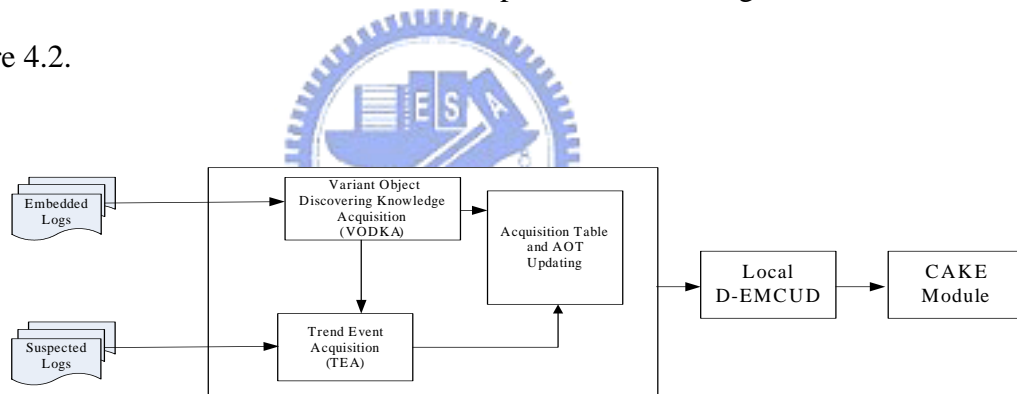 re 4.2.
E S A
Embedded
Logs
Variant Object
Discovering Knowledge
Acquisition
(VODKA)
Acquisition Table
and AOT
Updating
Local
D-EMCUD
CAKE
Module
Suspected
Logs
Trend Event
Acquisition
(TEA)